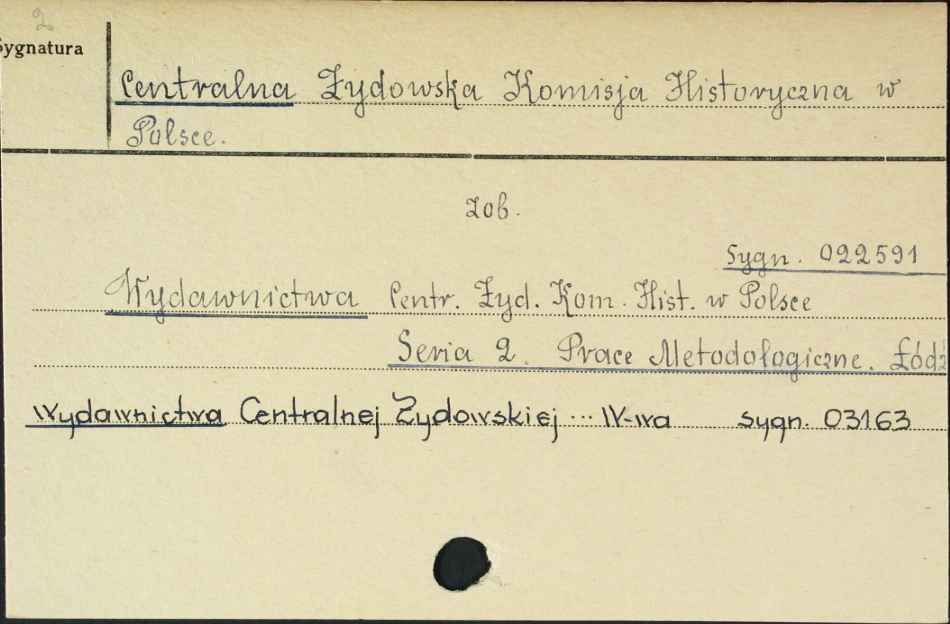 2
Sygnatura
Centralna Żydowska Komisja Historyczna w
Polsce.
zob.
Sygn. 022591
Wydawnictwa Centr. Żyd. Kom. Hist. w Polsce
Seria 2. Prace Metodologiczne. Łódź
Wydawnictwa Centralnej Żydowskiej ... W-wa sygn. 03163